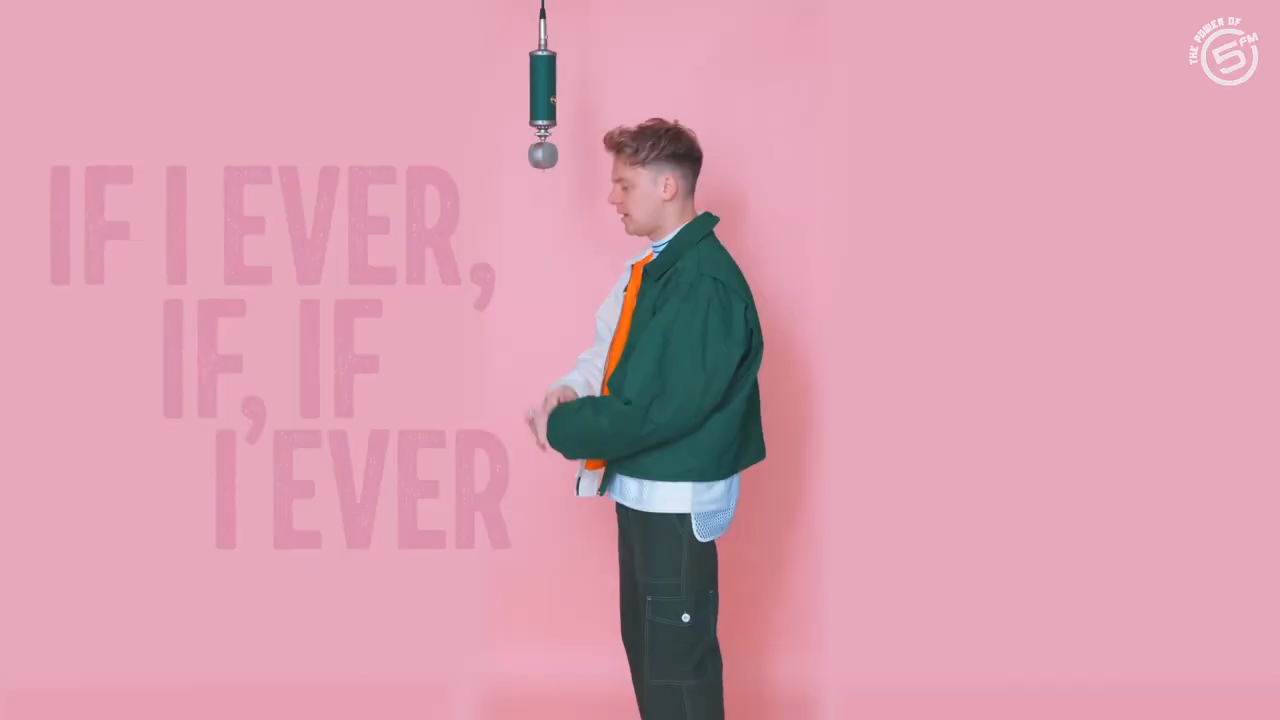 IF I EVER,
IF, IF
I EVER
THE POWER OF
5FM